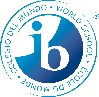 WORLD SCHOOL • ÉCOLE DU MONDE • COLEGIO DEL MUNDO •
ib
®